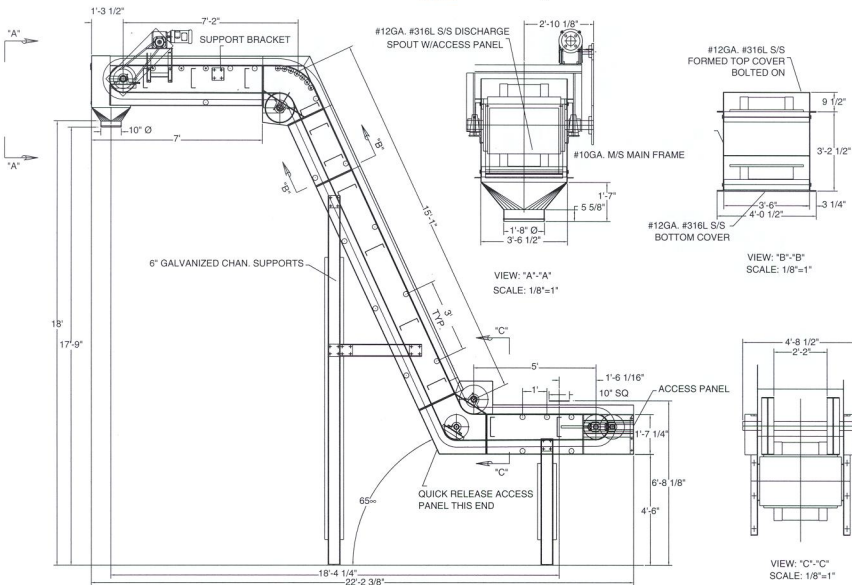 "A"
"A"
1'-3 1/2"
7'-2"
SUPPORT BRACKET
10" Ø
7'
"B"
"B"
15'-1"
6" GALVANIZED CHAN. SUPPORTS
3'
TYP.
18'
17'-9"
65∞
"C"
"C"
5'
1'
1'-6 1/16"
10" SQ
ACCESS PANEL
1'-7 1/4"
6'-8 1/8"
4'-6"
QUICK RELEASE ACCESS
PANEL THIS END
18'-4 1/4"
22'-2 3/8"
#12GA. #316L S/S DISCHARGE
SPOUT W/ACCESS PANEL
2'-10 1/8"
#10GA. M/S MAIN FRAME
1'-7"
5 5/8"
1'-8" Ø
3'-6 1/2"
VIEW: "A"-"A"
SCALE: 1/8"=1"
#12GA. #316L S/S
FORMED TOP COVER
BOLTED ON
9 1/2"
3'-2 1/2"
3'-6"
3 1/4"
4'-0 1/2"
#12GA. #316L S/S
BOTTOM COVER
VIEW: "B"-"B"
SCALE: 1/8"=1"
4'-8 1/2"
2'-2"
VIEW: "C"-"C"
SCALE: 1/8"=1"